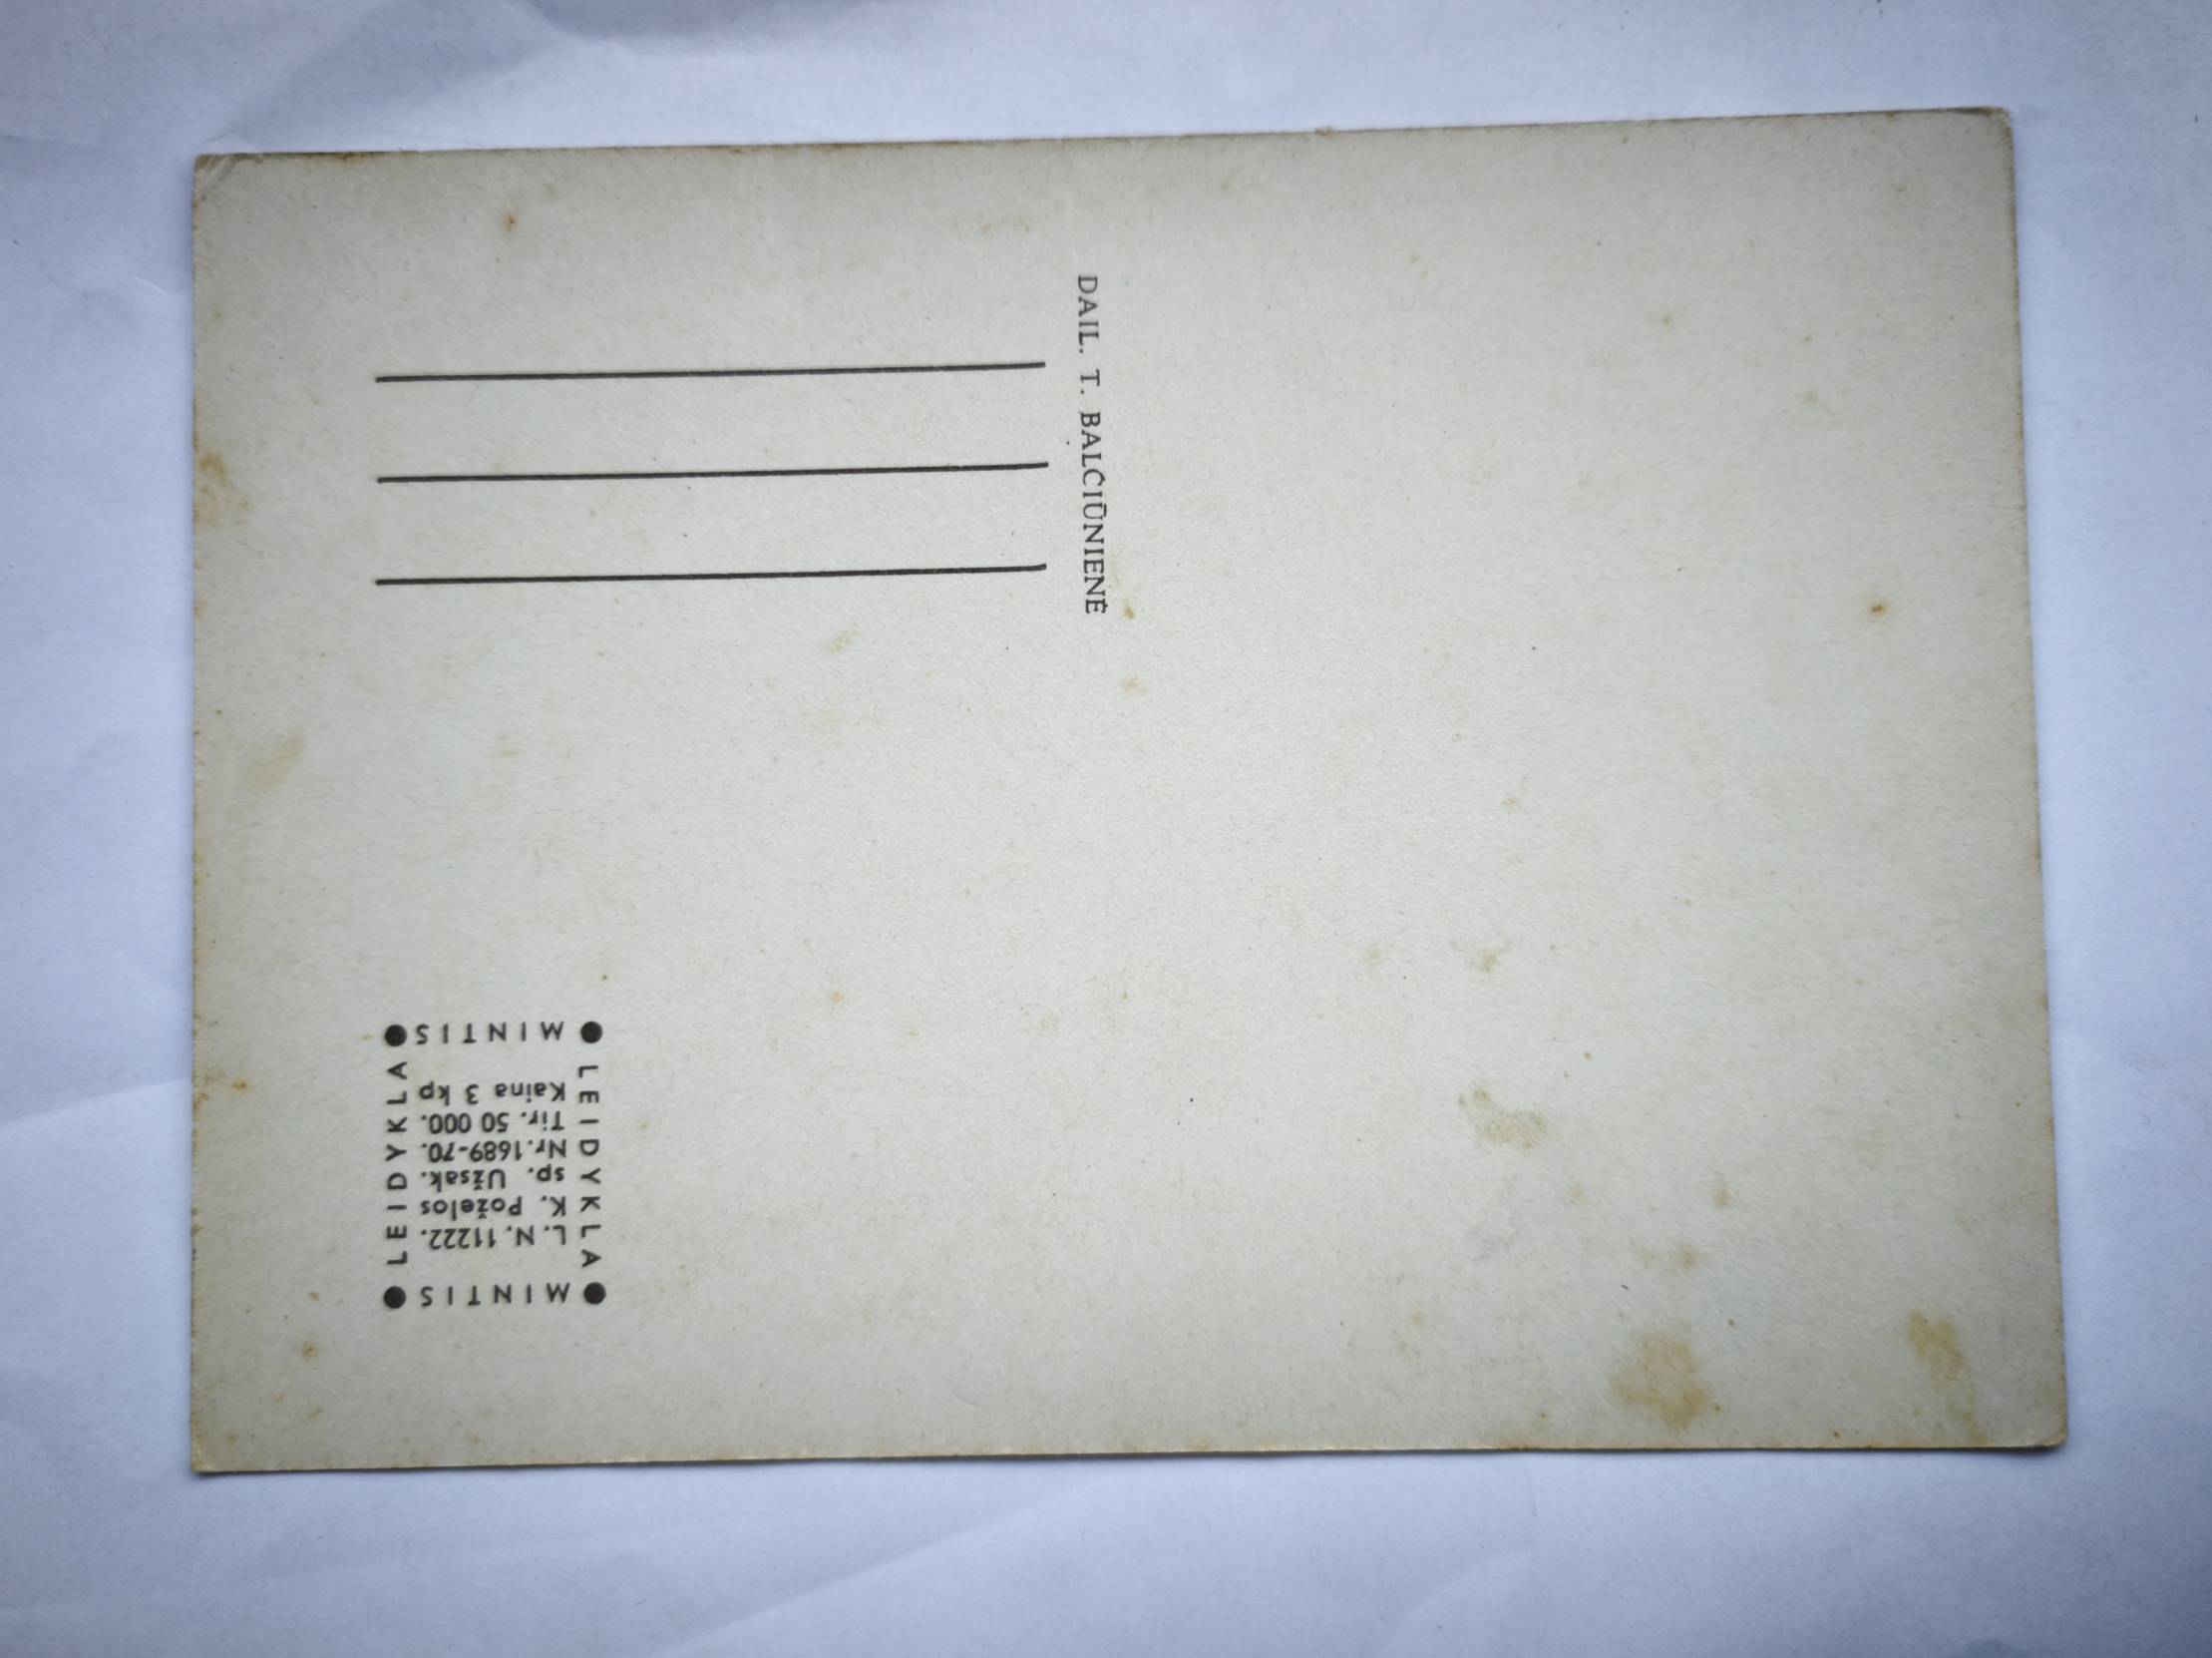 DAIL. T. BALČIŪNIENĖ
MINTIS
LEIDYKLA
L. N. 11222.
K. Poželos
sp. Užsak.
Nr.1689-70.
Tir. 50 000.
Kaina 3 kp
LEIDYKLA
MINTIS